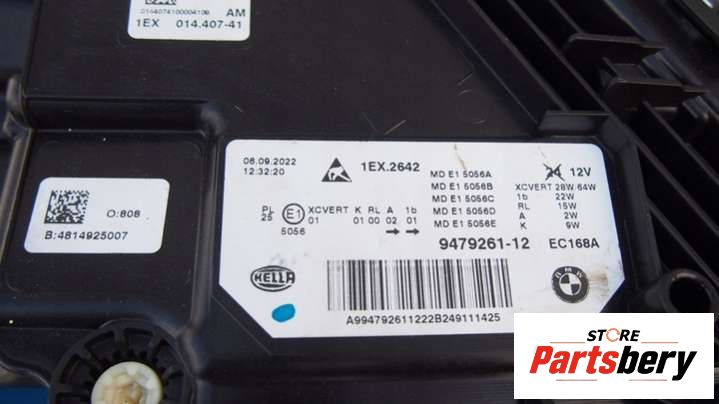 0144074100004106 AM
1EX 014.407-41
O:808
B:4814925007
08.09.2022
12:32:20
1EX.2642
MD E1 5056A
MD E1 5056B
MD E1 5056C
MD E1 5056D
MD E1 5056E
24 12V
XCVERT 28W/64W
1b 22W
RL 15W
A 2W
K 9W
PL
25
E1
5056
XCVERT K RL A 1b
01 01 00 02 01
9479261-12 EC168A
HELLA
BMW
A994792611222B249111425
STORE
Partsbery